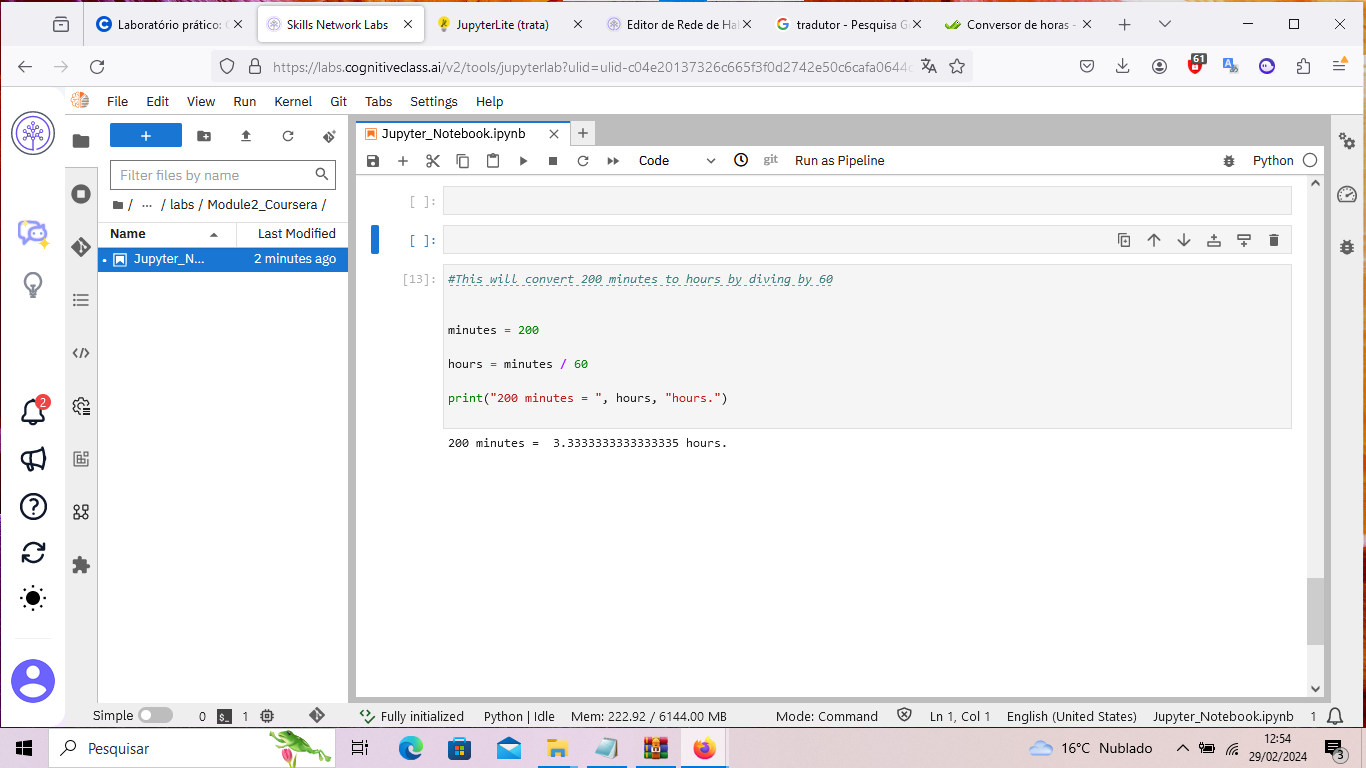 Laboratório prático: C
Skills Network Labs
JupyterLite (trata)
Editor de Rede de Hal
tradutor - Pesquisa G
Conversor de horas -
https://labs.cognitiveclass.ai/v2/tools/jupyterlab?ulid=ulid-c04e20137326c665f3f0d2742e50c6cafa0644c
61
File Edit View Run Kernel Git Tabs Settings Help
Jupyter_Notebook.ipynb
Code
git
Run as Pipeline
Python
Filter files by name
/ ... / labs / Module2_Coursera /
Name Last Modified
Jupyter_N... 2 minutes ago
[ ]:
[ ]:
[13]:
#This will convert 200 minutes to hours by diving by 60
minutes = 200
hours = minutes / 60
print("200 minutes = ", hours, "hours.")
200 minutes =  3.3333333333333335 hours.
2
Simple 0 $_ 1 Fully initialized Python | Idle Mem: 222.92 / 6144.00 MB Mode: Command Ln 1, Col 1 English (United States) Jupyter_Notebook.ipynb 1
Pesquisar
16°C Nublado
12:54
29/02/2024
3